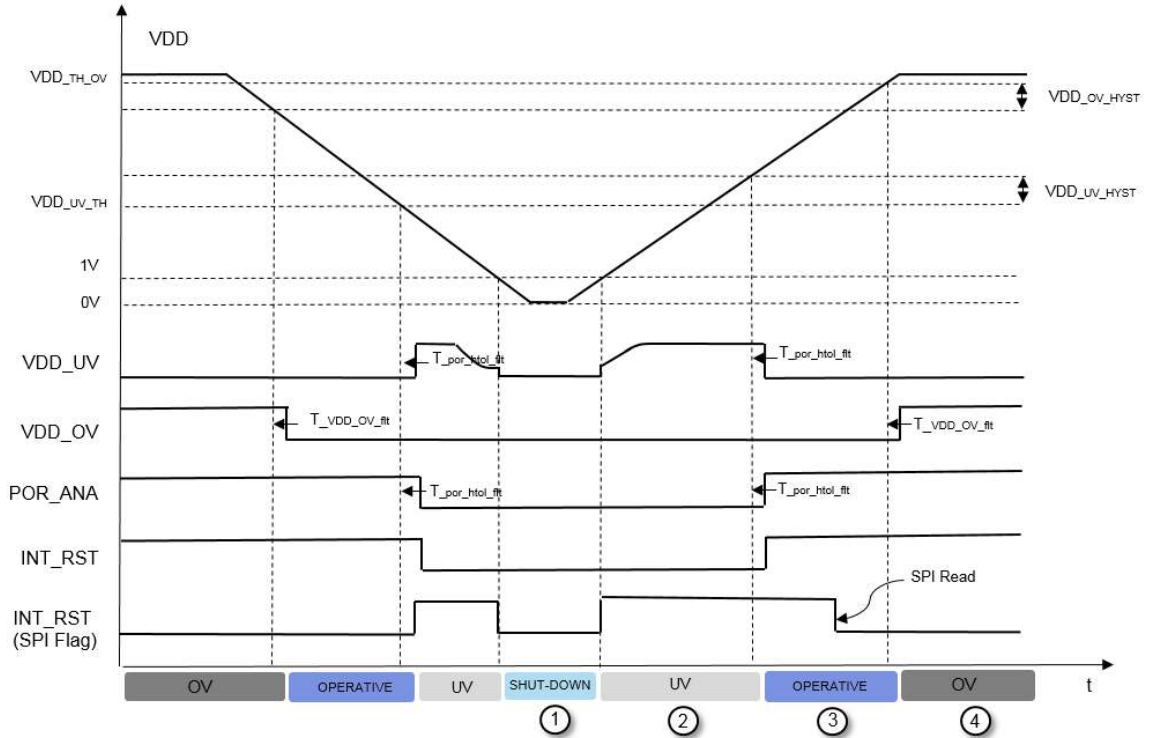 VDD
VDD_TH_OV
VDD_OV_HYST
VDD_UV_TH
VDD_UV_HYST
1V
0V
VDD_UV
T_por_htol_flt
T_por_htol_flt
VDD_OV
T_VDD_OV_flt
T_VDD_OV_flt
POR_ANA
T_por_htol_flt
T_por_htol_flt
INT_RST
SPI Read
INT_RST
(SPI Flag)
OV
OPERATIVE
UV
SHUT-DOWN
UV
OPERATIVE
OV
t
1
2
3
4